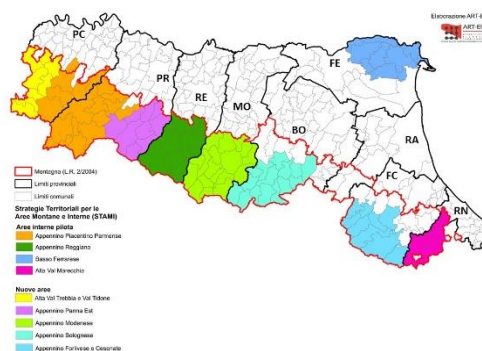 Elaborazione ART-E
ART-E
PC
PR
RE
MO
BO
FE
RA
FC
RN
Montagna (L.R. 2/2004)
Limiti provinciali
Limiti comunali
Strategie Territoriali per le
Aree Montane e Interne (STAMI)
Aree interne pilota
Appennino Piacentino Parmense
Appennino Reggiano
Basso Ferrarese
Alta Val Marecchia
Nuove aree
Alta Val Trebbia e Val Tidone
Appennino Parma Est
Appennino Modenese
Appennino Bolognese
Appennino Forlivese e Cesenate